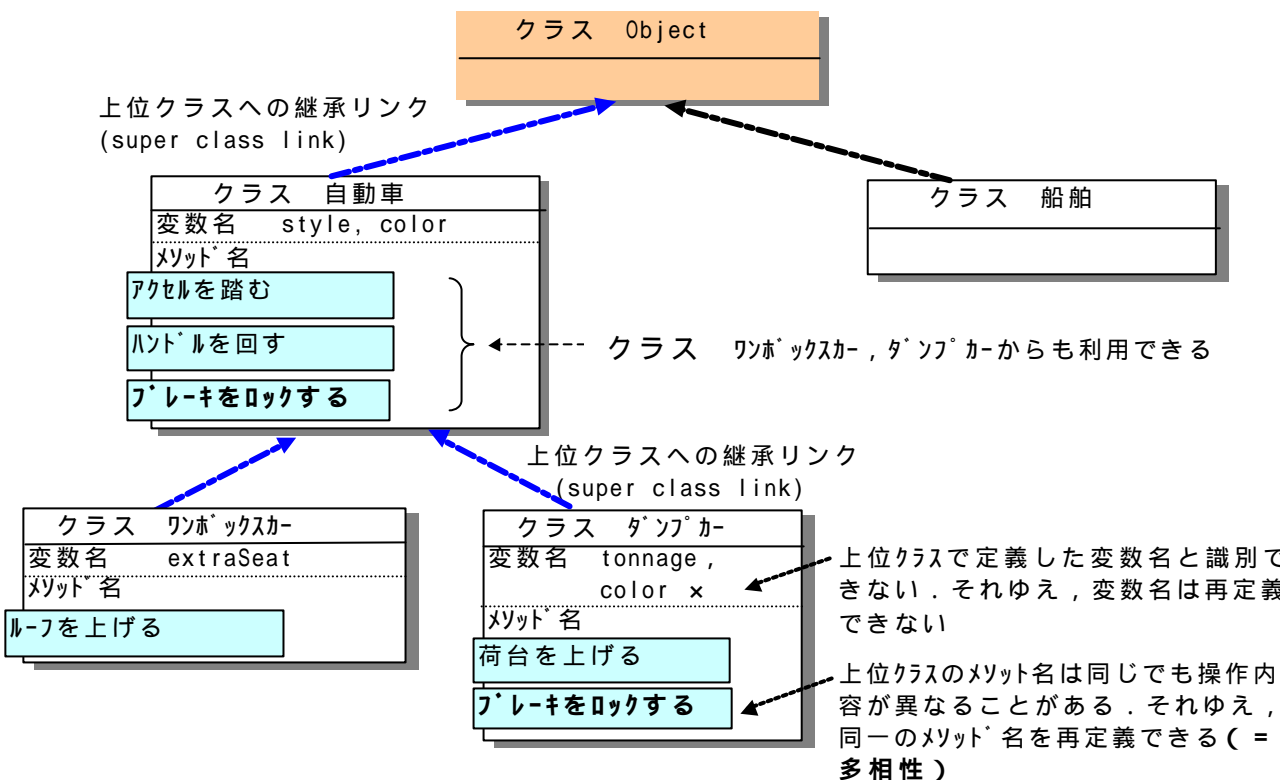 クラス Object
上位クラスへの継承リンク
(super class link)
クラス 自動車
変数名 style, color
ﾒｿｯﾄﾞ名
ｱｸｾﾙを踏む
ﾊﾝﾄﾞﾙを回す
ﾌﾞﾚｰｷをﾛｯｸする
クラス 船舶
クラス ﾜﾝﾎﾞｯｸｽｶｰ，ﾀﾞﾝﾌﾟｶｰからも利用できる
上位クラスへの継承リンク
(super class link)
クラス ﾜﾝﾎﾞｯｸｽｶｰ
変数名 extraSeat
ﾒｿｯﾄﾞ名
ﾙｰﾌを上げる
クラス ﾀﾞﾝﾌﾟｶｰ
変数名 tonnage,
color ×
ﾒｿｯﾄﾞ名
荷台を上げる
ﾌﾞﾚｰｷをﾛｯｸする
上位ｸﾗｽで定義した変数名と識別で
きない．それゆえ，変数名は再定義
できない
上位ｸﾗｽのﾒｿｯﾄ名は同じでも操作内
容が異なることがある．それゆえ，
同一のﾒｿｯﾄﾞ名を再定義できる(＝
多相性)